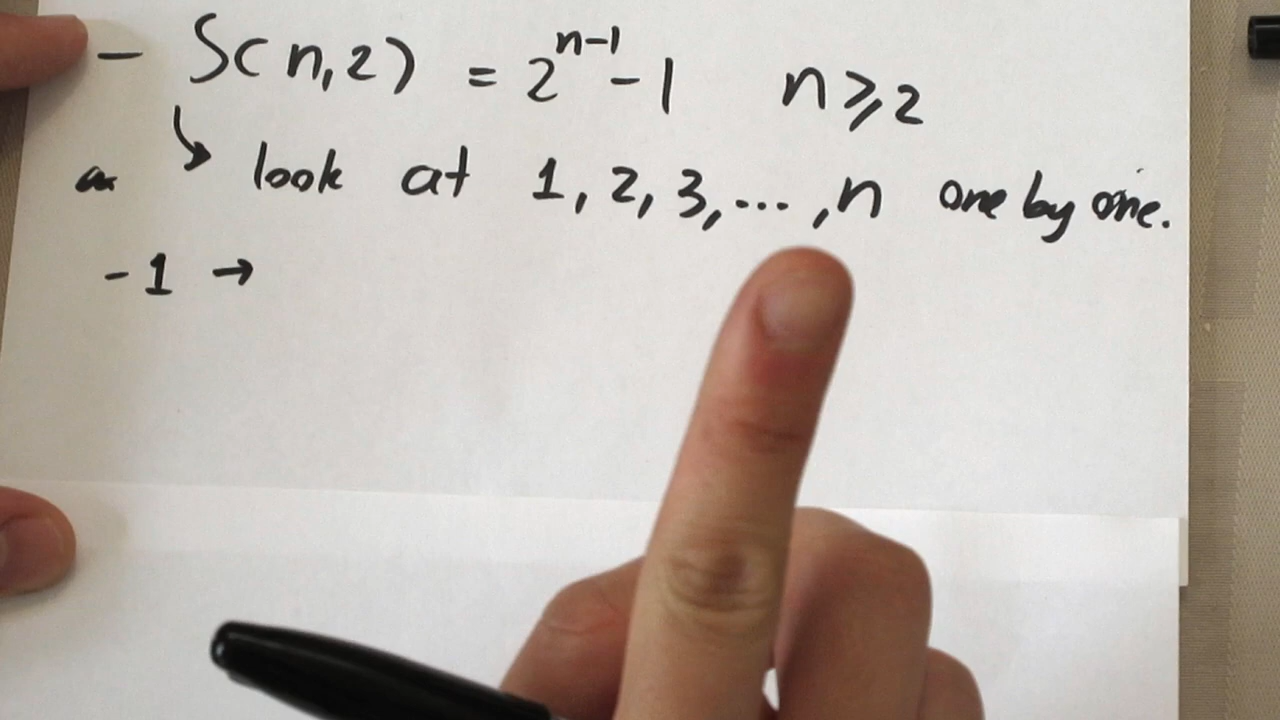 - S(n,2) = 2^{n-1} - 1 n ≥ 2
↳ look at 1, 2, 3, ... , n one by one.
- 1 →